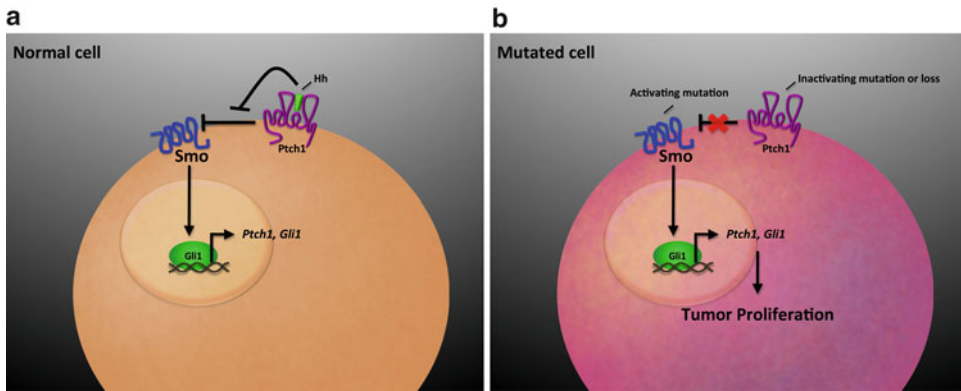 a
Normal cell
Hh
Ptch1
Smo
Ptch1, Gli1
Gli1
b
Mutated cell
Inactivating mutation or loss
Activating mutation
Ptch1
Smo
Ptch1, Gli1
Gli1
Tumor Proliferation